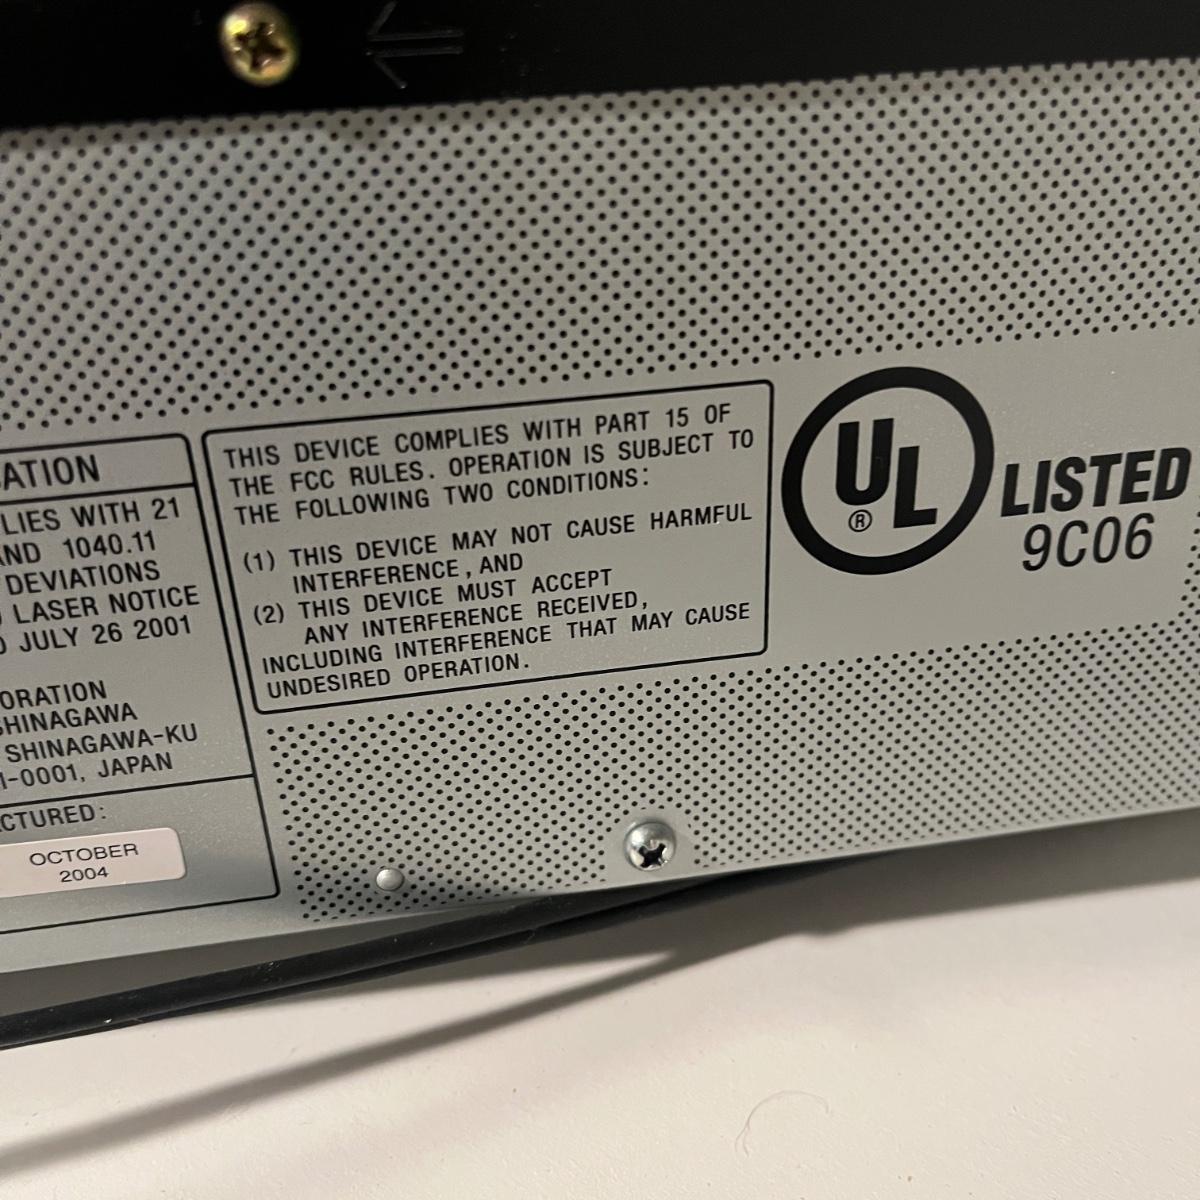 ATION
LIES WITH 21
AND 1040.11
DEVIATIONS
LASER NOTICE
JULY 26 2001
ORATION
SHINAGAWA
SHINAGAWA-KU
1-0001, JAPAN
CTURED:
OCTOBER
2004
THIS DEVICE COMPLIES WITH PART 15 OF
THE FCC RULES. OPERATION IS SUBJECT TO
THE FOLLOWING TWO CONDITIONS:
(1) THIS DEVICE MAY NOT CAUSE HARMFUL
INTERFERENCE, AND
(2) THIS DEVICE MUST ACCEPT
ANY INTERFERENCE RECEIVED,
INCLUDING INTERFERENCE THAT MAY CAUSE
UNDESIRED OPERATION.
UL
®
LISTED
9C06